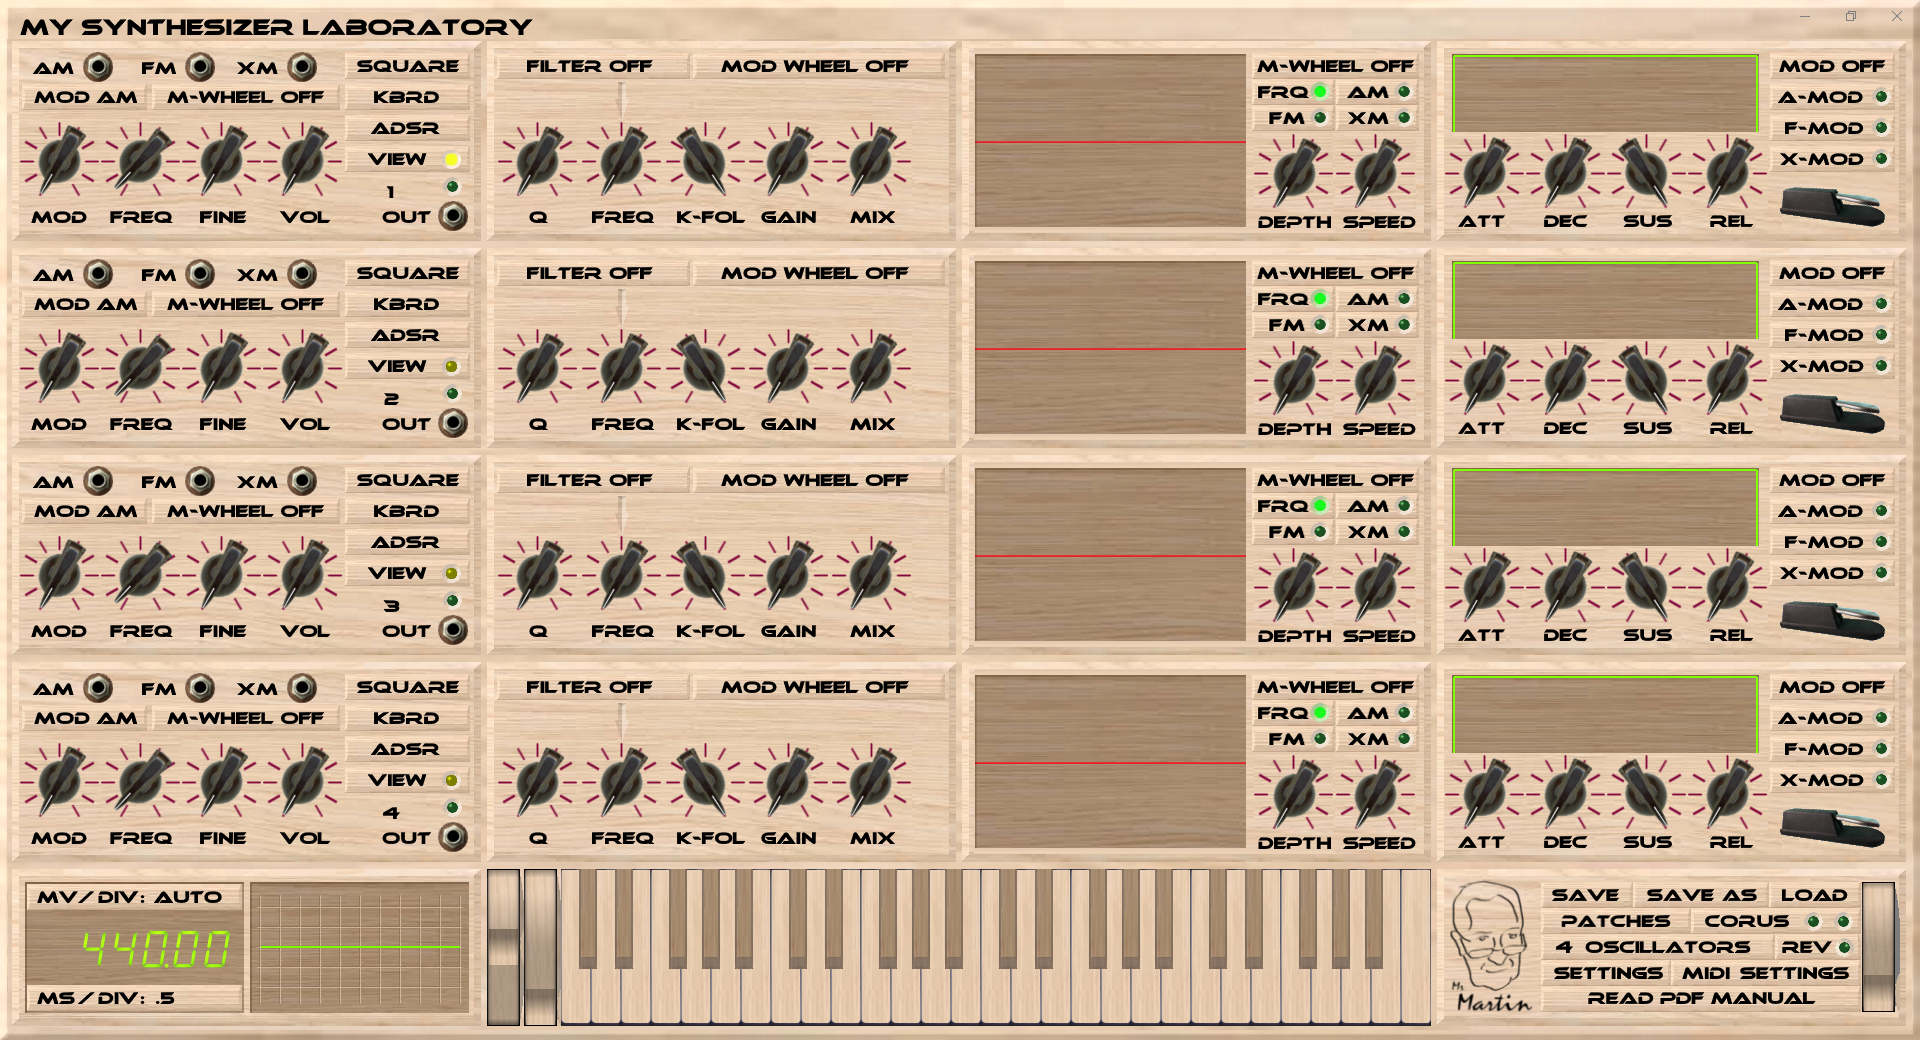 MY SYNTHESIZER LABORATORY
AM FM XM SQUARE
MOD AM M-WHEEL OFF KBRD
ADSR
VIEW
1
MOD FREQ FINE VOL OUT
FILTER OFF MOD WHEEL OFF
Q FREQ K-FOL GAIN MIX
M-WHEEL OFF
FRQ AM
FM XM
DEPTH SPEED
MOD OFF
A-MOD
F-MOD
X-MOD
ATT DEC SUS REL
AM FM XM SQUARE
MOD AM M-WHEEL OFF KBRD
ADSR
VIEW
2
MOD FREQ FINE VOL OUT
FILTER OFF MOD WHEEL OFF
Q FREQ K-FOL GAIN MIX
M-WHEEL OFF
FRQ AM
FM XM
DEPTH SPEED
MOD OFF
A-MOD
F-MOD
X-MOD
ATT DEC SUS REL
AM FM XM SQUARE
MOD AM M-WHEEL OFF KBRD
ADSR
VIEW
3
MOD FREQ FINE VOL OUT
FILTER OFF MOD WHEEL OFF
Q FREQ K-FOL GAIN MIX
M-WHEEL OFF
FRQ AM
FM XM
DEPTH SPEED
MOD OFF
A-MOD
F-MOD
X-MOD
ATT DEC SUS REL
AM FM XM SQUARE
MOD AM M-WHEEL OFF KBRD
ADSR
VIEW
4
MOD FREQ FINE VOL OUT
FILTER OFF MOD WHEEL OFF
Q FREQ K-FOL GAIN MIX
M-WHEEL OFF
FRQ AM
FM XM
DEPTH SPEED
MOD OFF
A-MOD
F-MOD
X-MOD
ATT DEC SUS REL
MV/DIV: AUTO
440.00
MS/DIV: .5
Mr Martin
SAVE SAVE AS LOAD
PATCHES CORUS
4 OSCILLATORS REV
SETTINGS MIDI SETTINGS
READ PDF MANUAL